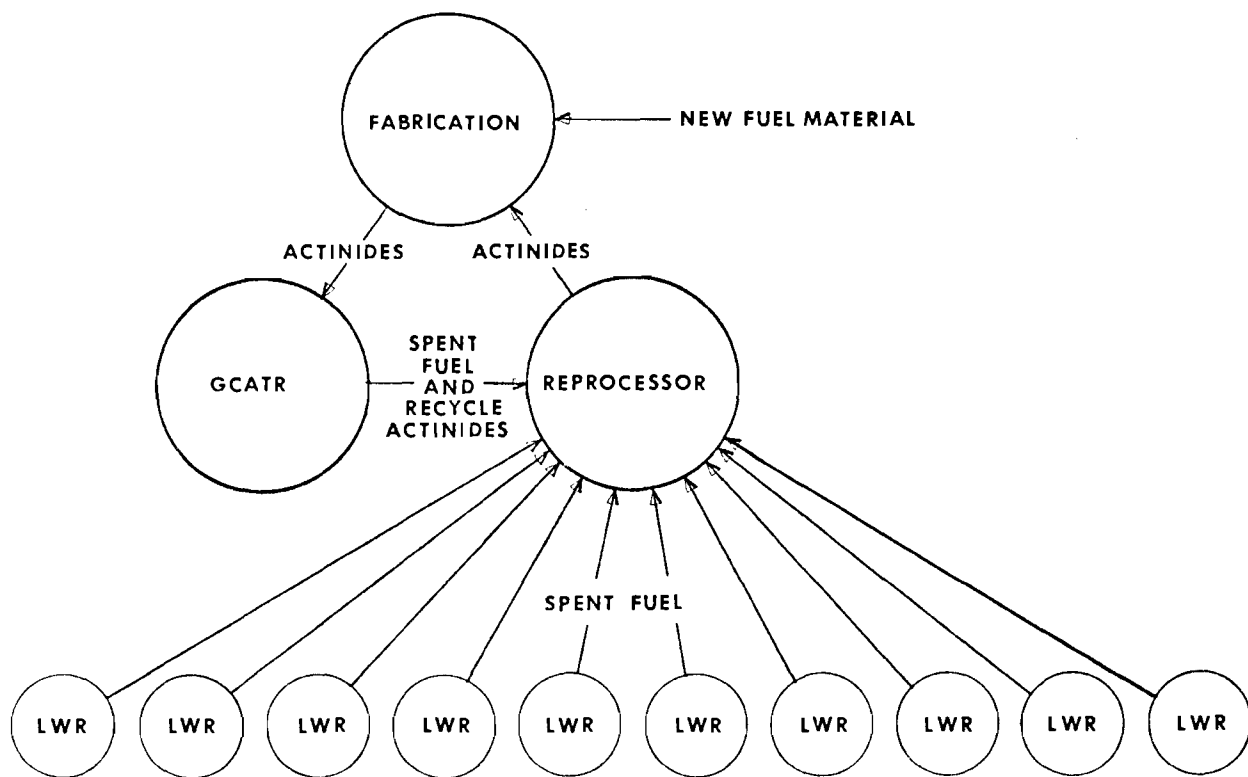 FABRICATION
NEW FUEL MATERIAL
ACTINIDES
ACTINIDES
GCATR
SPENT
FUEL
AND
RECYCLE
ACTINIDES
REPROCESSOR
SPENT FUEL
LWR
LWR
LWR
LWR
LWR
LWR
LWR
LWR
LWR
LWR